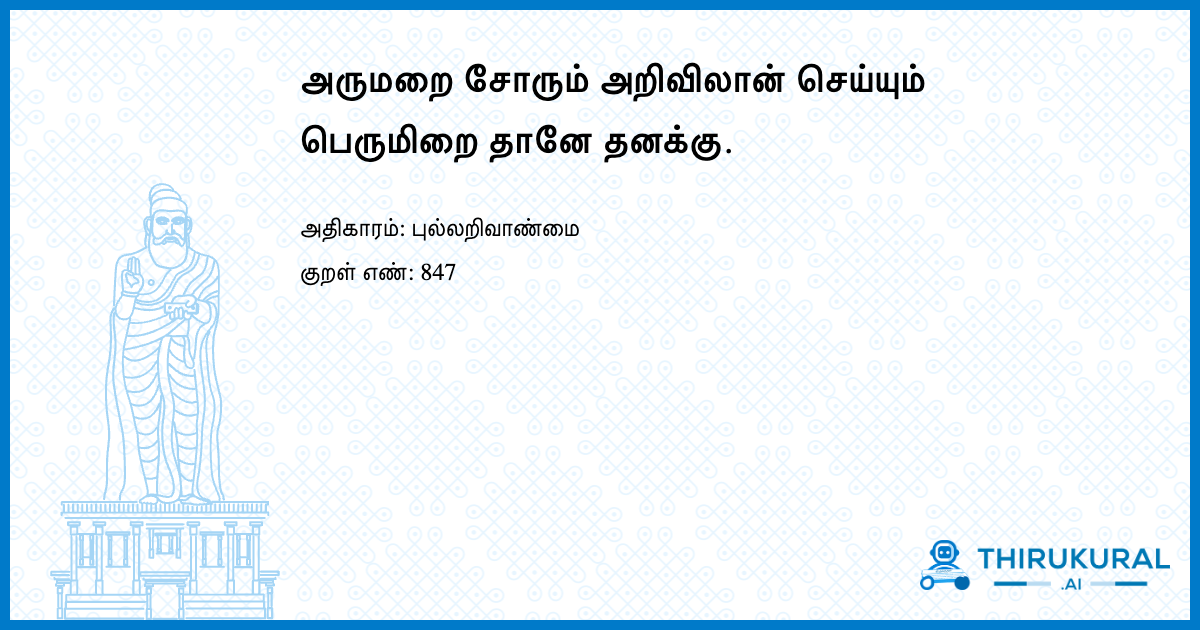 அருமறை சோரும் அறிவிலான் செய்யும்
பெருமிறை தானே தனக்கு.
அதிகாரம்: புல்லறிவாண்மை
குறள் எண்: 847
THIRUKURAL
.AI